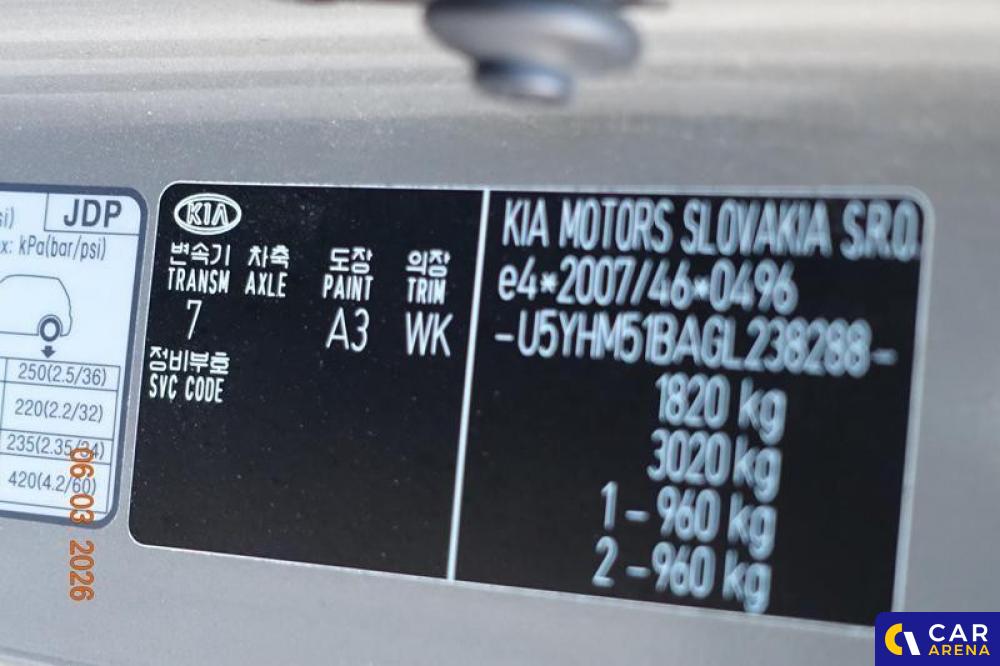 si)
JDP
x: kPa(bar/psi)
250(2.5/36)
220(2.2/32)
235(2.35/34)
420(4.2/60)
KIA
변속기 차축 도장 의장
TRANSM AXLE PAINT TRIM
7 A3 WK
정비부호
SVC CODE
KIA MOTORS SLOVAKIA S.R.O.
e4*2007/46*0496
-U5YHM51BAGL238288-
1820 kg
3020 kg
1-960 kg
2-960 kg
06 03 2026
CAR
ARENA